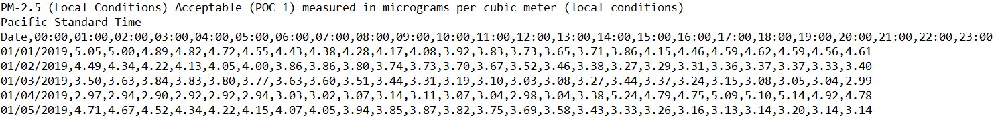 PM-2.5 (Local Conditions) Acceptable (POC 1) measured in micrograms per cubic meter (local conditions)
Pacific Standard Time
Date,00:00,01:00,02:00,03:00,04:00,05:00,06:00,07:00,08:00,09:00,10:00,11:00,12:00,13:00,14:00,15:00,16:00,17:00,18:00,19:00,20:00,21:00,22:00,23:00
01/01/2019,5.05,5.00,4.89,4.82,4.72,4.55,4.43,4.38,4.28,4.17,4.08,3.92,3.83,3.73,3.65,3.71,3.86,4.15,4.46,4.59,4.62,4.59,4.56,4.61
01/02/2019,4.49,4.34,4.22,4.13,4.05,4.00,3.86,3.86,3.80,3.74,3.73,3.70,3.67,3.52,3.46,3.38,3.27,3.29,3.31,3.36,3.37,3.37,3.33,3.40
01/03/2019,3.50,3.63,3.84,3.83,3.80,3.77,3.63,3.60,3.51,3.44,3.31,3.19,3.10,3.03,3.08,3.27,3.44,3.37,3.24,3.15,3.08,3.05,3.04,2.99
01/04/2019,2.97,2.94,2.90,2.92,2.92,2.94,3.03,3.02,3.07,3.14,3.11,3.07,3.04,2.98,3.04,3.38,5.24,4.79,4.75,5.09,5.10,5.14,4.92,4.78
01/05/2019,4.71,4.67,4.52,4.34,4.22,4.15,4.07,4.05,3.94,3.85,3.87,3.82,3.75,3.69,3.58,3.43,3.33,3.26,3.16,3.13,3.14,3.20,3.14,3.14